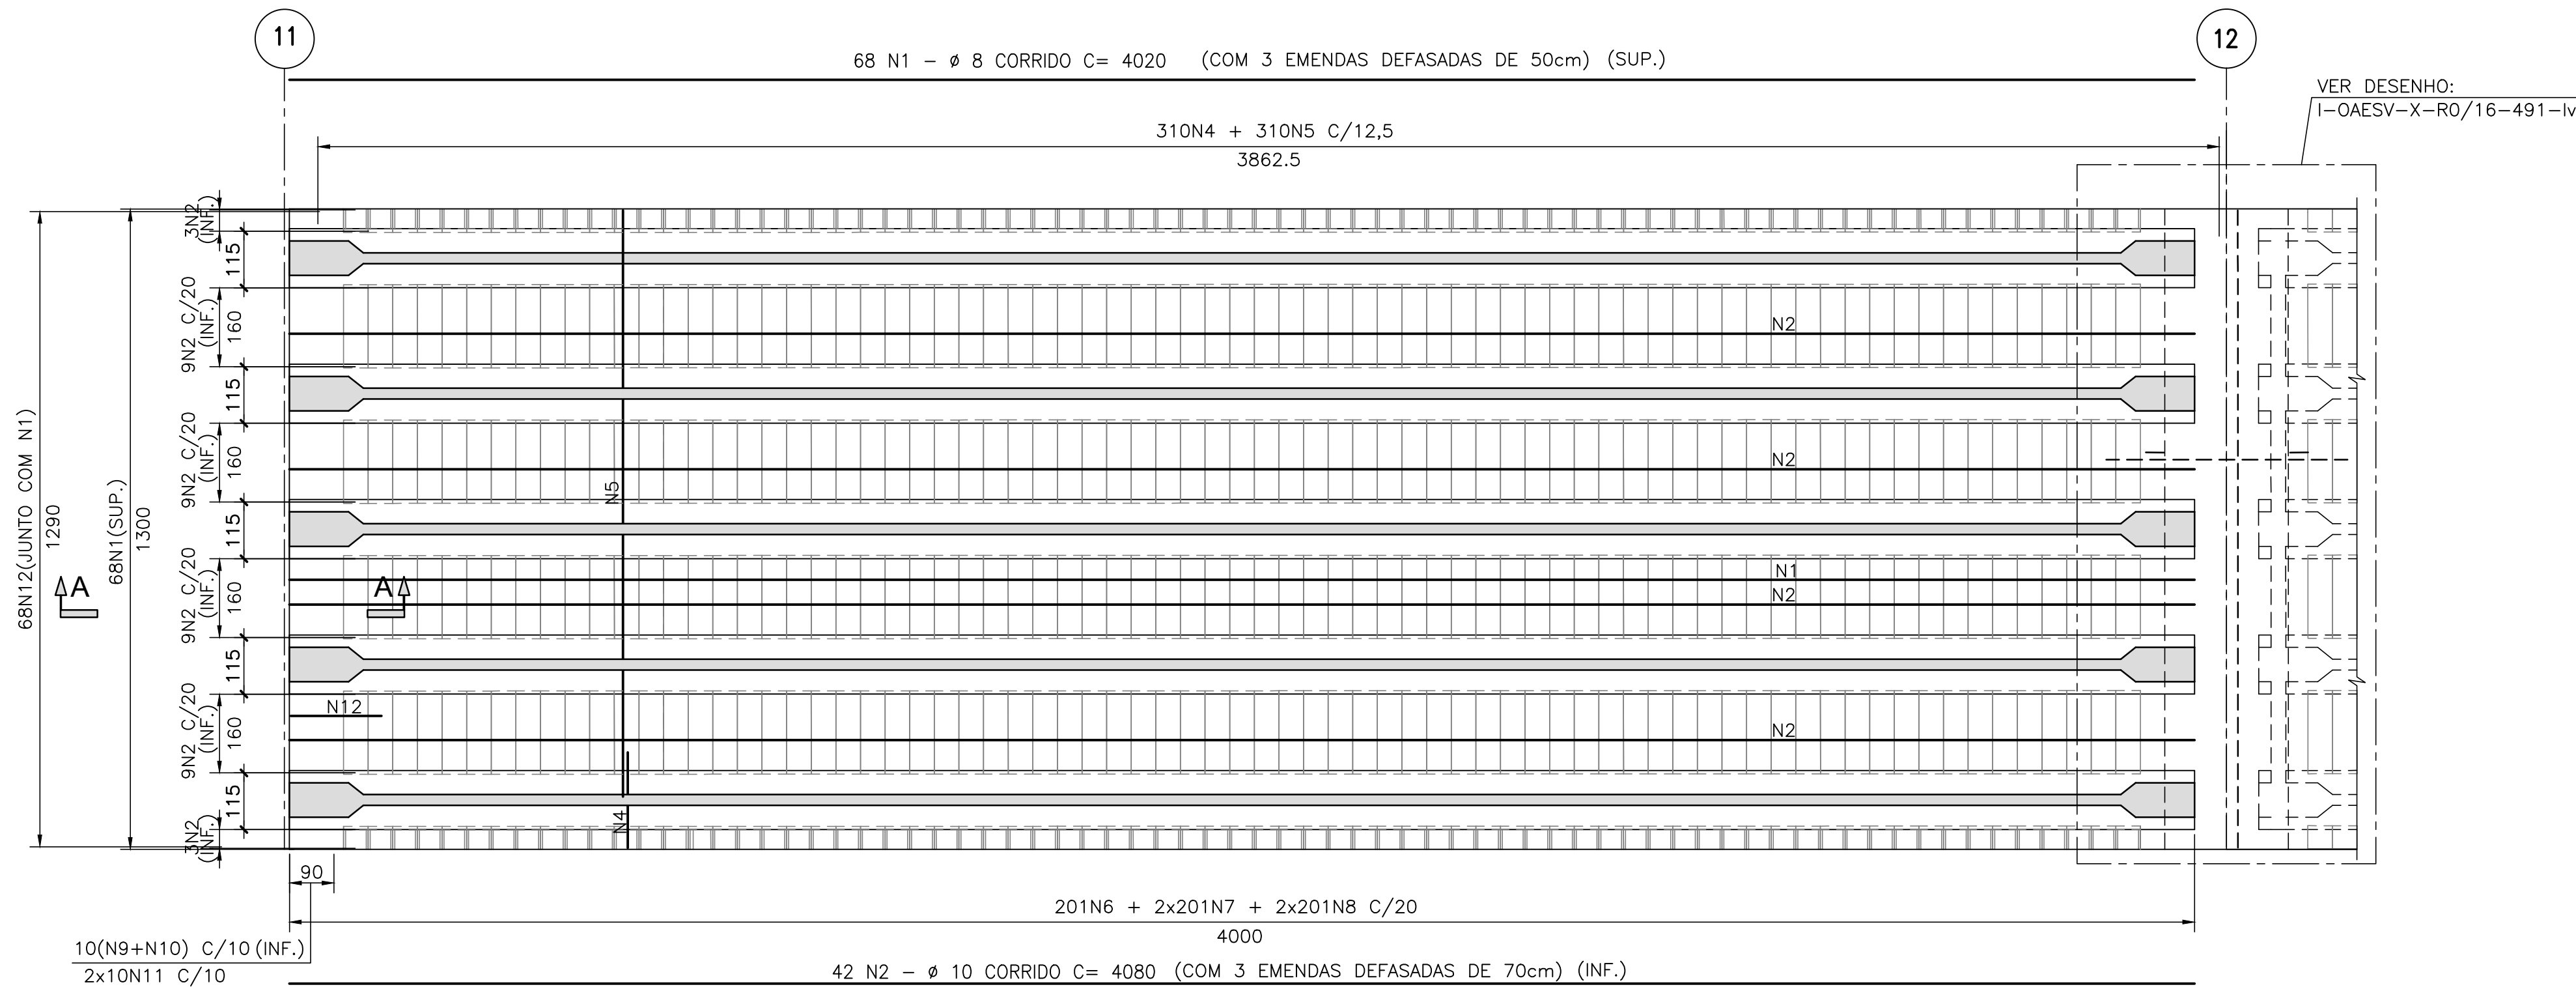 11
12
68 N1 - ø 8 CORRIDO C= 4020 (COM 3 EMENDAS DEFASADAS DE 50cm) (SUP.)
VER DESENHO:
I-OAESV-X-R0/16-491-Iv
310N4 + 310N5 C/12,5
3862.5
3N2
(INF.)
115
9N2 C/20
(INF.)
160
N2
115
9N2 C/20
(INF.)
160
N2
N5
115
68N12(JUNTO COM N1)
1290
68N1(SUP.)
1300
9N2 C/20
(INF.)
160
A
A
N1
N2
115
9N2 C/20
(INF.)
160
N12
N2
115
N4
3N2
(INF.)
90
201N6 + 2x201N7 + 2x201N8 C/20
4000
10(N9+N10) C/10 (INF.)
2x10N11 C/10
42 N2 - ø 10 CORRIDO C= 4080 (COM 3 EMENDAS DEFASADAS DE 70cm) (INF.)